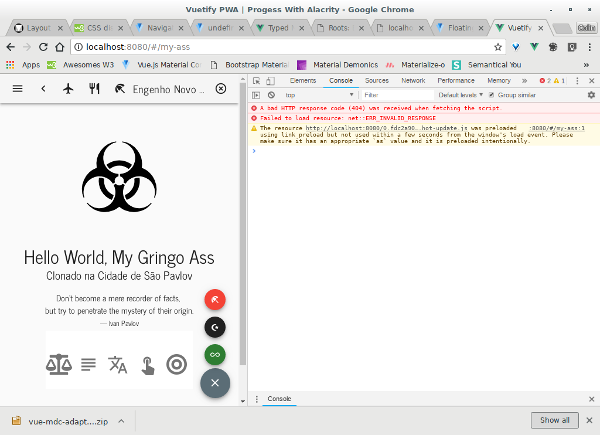 Vuetify PWA | Progess With Alacrity - Google Chrome
Layout
CSS di
Naviga
undefi
Typed
Roots:
localho
Floatin
Vuetify
localhost:8080/#/my-ass
Apps
Awesomes W3
Vue.js Material Co
Bootstrap Material
Material Demonics
Materialize-o
Semantical You
»
Engenho Novo ...
Elements
Console
Sources
Network
Performance
Memory
»
2
1
top
Filter
Default levels
Group similar
A bad HTTP response code (404) was received when fetching the script.
Failed to load resource: net::ERR_INVALID_RESPONSE
The resource http://localhost:8080/0.fdc2a90…hot-update.js was preloaded :8080/#/my-ass:1
using link preload but not used within a few seconds from the window's load event. Please
make sure it has an appropriate `as` value and it is preloaded intentionally.
Hello World, My Gringo Ass
Clonado na Cidade de São Pavlov
Don't become a mere recorder of facts,
but try to penetrate the mystery of their origin.
— Ivan Pavlov
Console
vue-mdc-adapt....zip
Show all